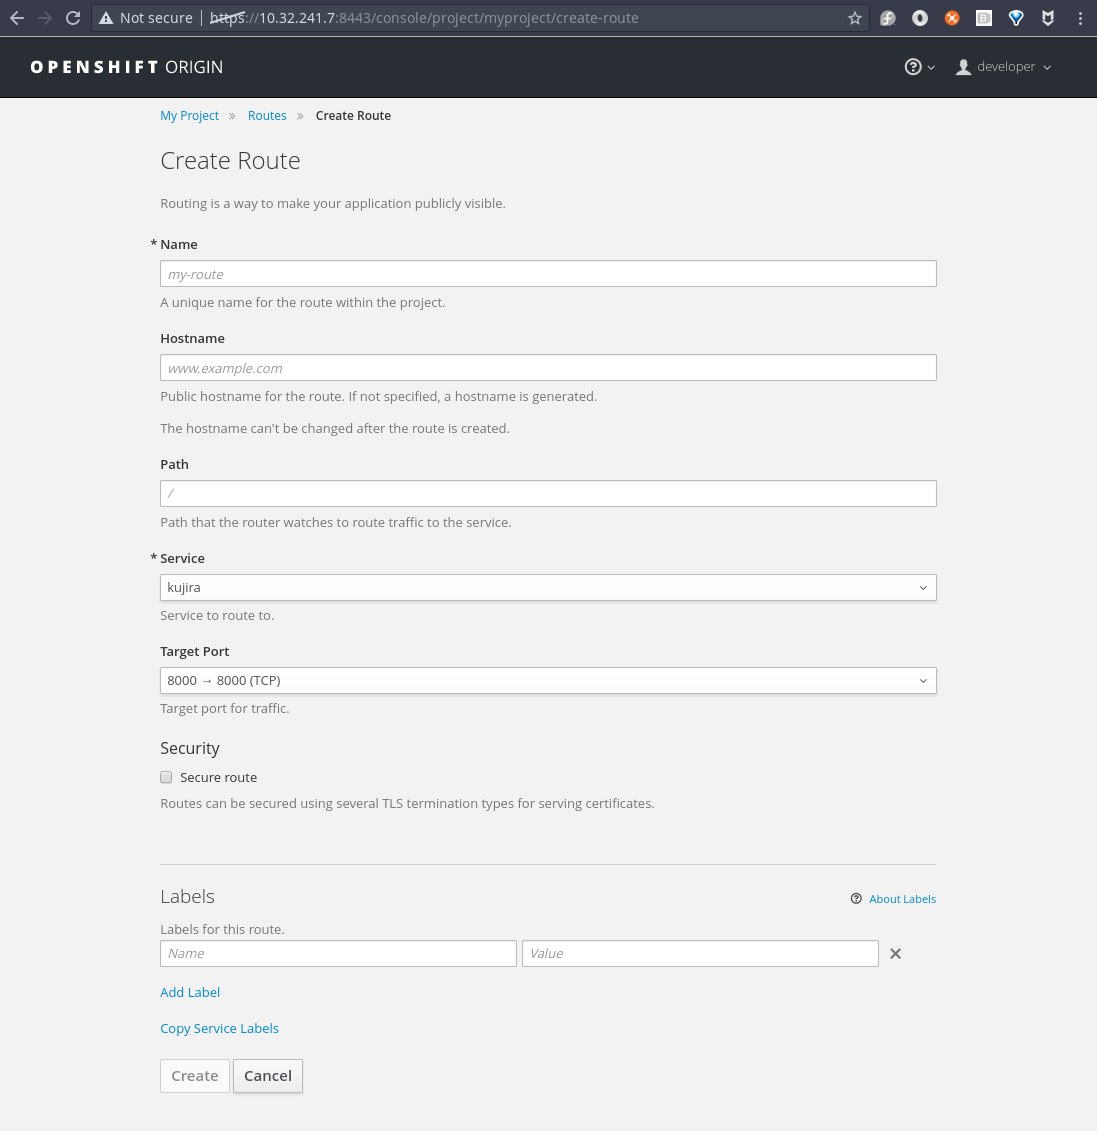 Not secure https://10.32.241.7:8443/console/project/myproject/create-route
OPENSHIFT ORIGIN
developer
My Project » Routes » Create Route
Create Route
Routing is a way to make your application publicly visible.
* Name
my-route
A unique name for the route within the project.
Hostname
www.example.com
Public hostname for the route. If not specified, a hostname is generated.
The hostname can't be changed after the route is created.
Path
/
Path that the router watches to route traffic to the service.
* Service
kujira
Service to route to.
Target Port
8000 → 8000 (TCP)
Target port for traffic.
Security
Secure route
Routes can be secured using several TLS termination types for serving certificates.
Labels
About Labels
Labels for this route.
Name Value
Add Label
Copy Service Labels
Create Cancel